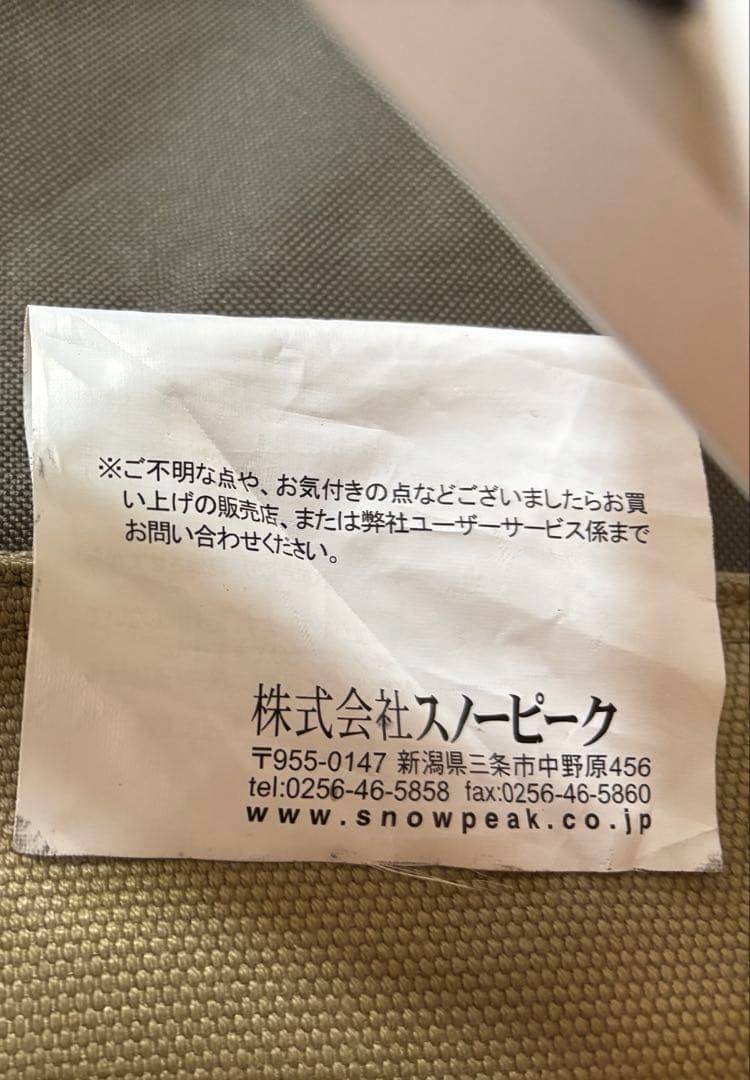 ※ご不明な点や、お気付きの点などございましたらお買
い上げの販売店、または弊社ユーザーサービス係まで
お問い合わせください。
株式会社スノーピーク
〒955-0147 新潟県三条市中野原456
tel:0256-46-5858 fax:0256-46-5860
www.snowpeak.co.jp